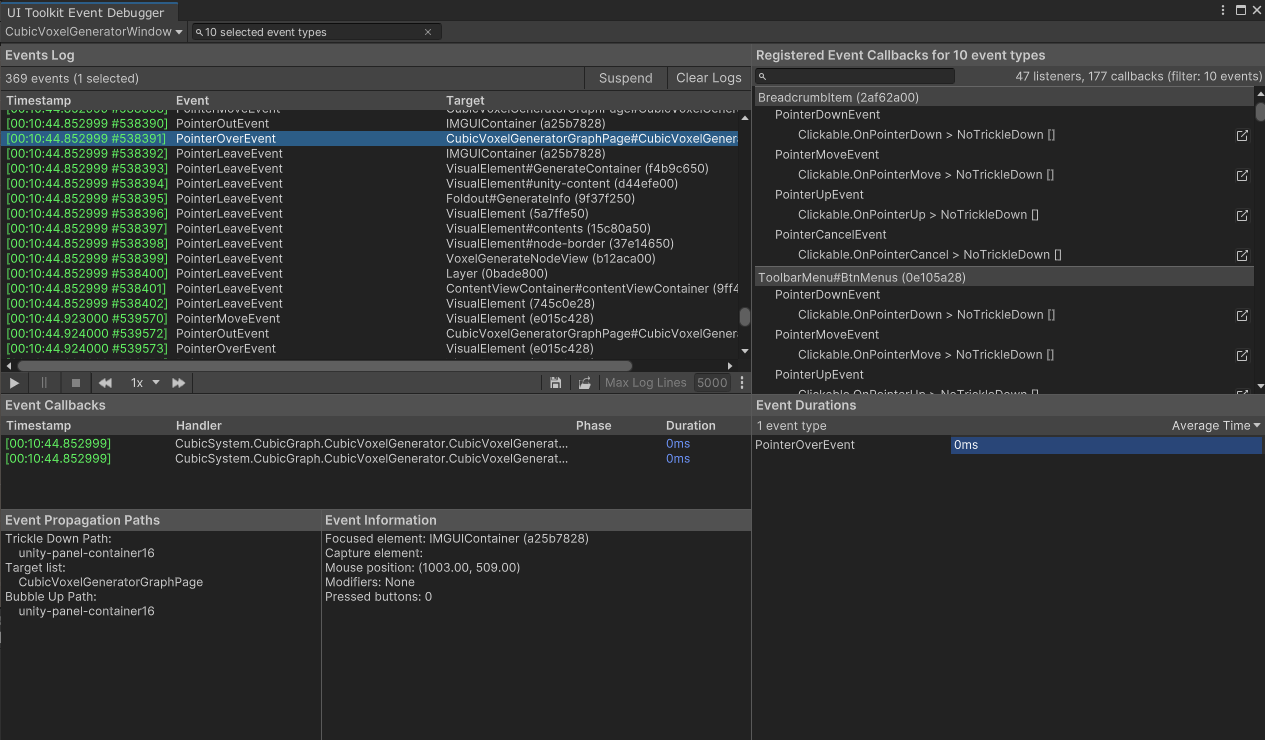 UI Toolkit Event Debugger
CubicVoxelGeneratorWindow
10 selected event types
Events Log
369 events (1 selected)
Suspend
Clear Logs
Timestamp Event Target
[00:10:44.852999 #538390] PointerOutEvent IMGUIContainer (a25b7828)
[00:10:44.852999 #538391] PointerOverEvent CubicVoxelGeneratorGraphPage#CubicVoxelGenera
[00:10:44.852999 #538392] PointerLeaveEvent IMGUIContainer (a25b7828)
[00:10:44.852999 #538393] PointerLeaveEvent VisualElement#GenerateContainer (f4b9c650)
[00:10:44.852999 #538394] PointerLeaveEvent VisualElement#unity-content (d44efe00)
[00:10:44.852999 #538395] PointerLeaveEvent Foldout#GenerateInfo (9f37f250)
[00:10:44.852999 #538396] PointerLeaveEvent VisualElement (5a7ffe50)
[00:10:44.852999 #538397] PointerLeaveEvent VisualElement#contents (15c80a50)
[00:10:44.852999 #538398] PointerLeaveEvent VisualElement#node-border (37e14650)
[00:10:44.852999 #538399] PointerLeaveEvent VoxelGenerateNodeView (b12aca00)
[00:10:44.852999 #538400] PointerLeaveEvent Layer (0bade800)
[00:10:44.852999 #538401] PointerLeaveEvent ContentViewContainer#contentViewContainer (9ff4
[00:10:44.852999 #538402] PointerLeaveEvent VisualElement (745c0e28)
[00:10:44.923000 #539570] PointerMoveEvent VisualElement (e015c428)
[00:10:44.924000 #539572] PointerOutEvent CubicVoxelGeneratorGraphPage#CubicVoxelGenera
[00:10:44.924000 #539573] PointerOverEvent VisualElement (e015c428)
1x
Max Log Lines 5000
Event Callbacks
Timestamp Handler Phase Duration
[00:10:44.852999] CubicSystem.CubicGraph.CubicVoxelGenerator.CubicVoxelGenerat... 0ms
[00:10:44.852999] CubicSystem.CubicGraph.CubicVoxelGenerator.CubicVoxelGenerat... 0ms
Event Propagation Paths
Trickle Down Path:
unity-panel-container16
Target list:
CubicVoxelGeneratorGraphPage
Bubble Up Path:
unity-panel-container16
Event Information
Focused element: IMGUIContainer (a25b7828)
Capture element:
Mouse position: (1003.00, 509.00)
Modifiers: None
Pressed buttons: 0
Registered Event Callbacks for 10 event types
47 listeners, 177 callbacks (filter: 10 events)
BreadcrumbItem (2af62a00)
PointerDownEvent
Clickable.OnPointerDown > NoTrickleDown []
PointerMoveEvent
Clickable.OnPointerMove > NoTrickleDown []
PointerUpEvent
Clickable.OnPointerUp > NoTrickleDown []
PointerCancelEvent
Clickable.OnPointerCancel > NoTrickleDown []
ToolbarMenu#BtnMenus (0e105a28)
PointerDownEvent
Clickable.OnPointerDown > NoTrickleDown []
PointerMoveEvent
Clickable.OnPointerMove > NoTrickleDown []
PointerUpEvent
Clickable.OnPointerUp > NoTrickleDown []
Event Durations
1 event type
Average Time
PointerOverEvent 0ms